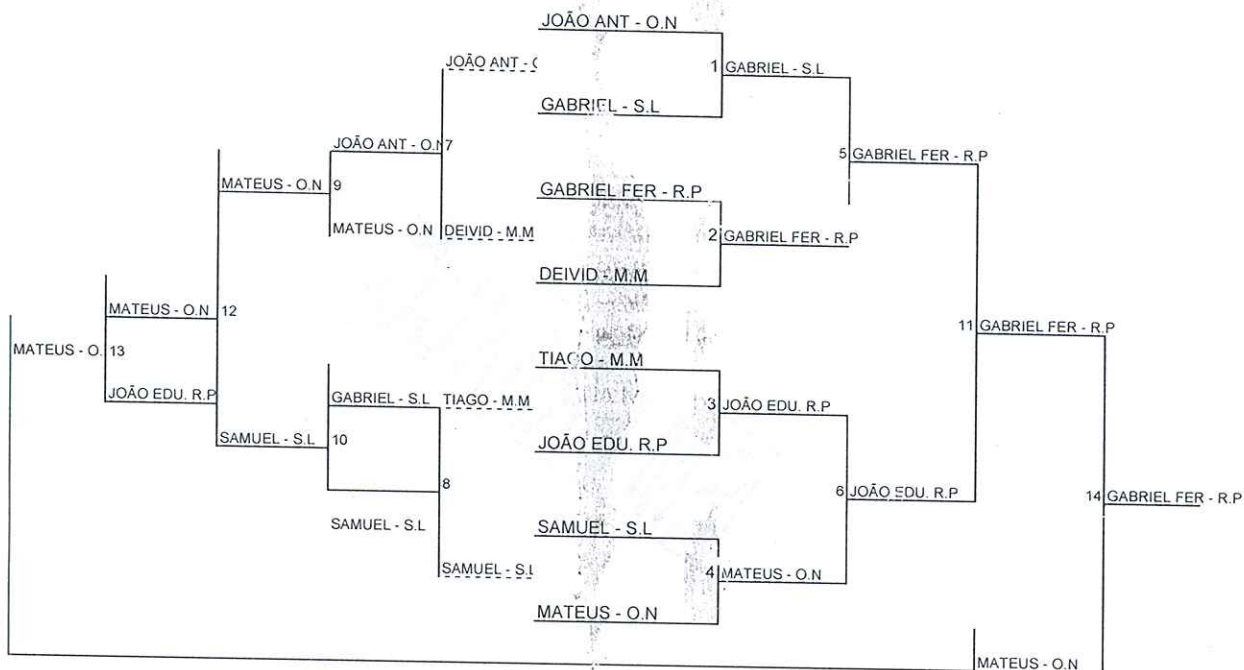 JOÃO ANT - O.N
JOÃO ANT - (
1 GABRIEL - S.L
GABRIEL - S.L
JOÃO ANT - O.N 7
5 GABRIEL FER - R.P
MATEUS - O.N 9
GABRIEL FER - R.P
MATEUS - O.N
DEIVID - M.M
2 GABRIEL FER - R.P
DEIVID - M.M
MATEUS - O.N 12
11 GABRIEL FER - R.P
MATEUS - O. 13
TIAGO - M.M
JOÃO EDU. R.P
GABRIEL - S.L
TIAGO - M.M
3 JOÃO EDU. R.P
SAMUEL - S.L 10
JOÃO EDU. R.P
8
6 JOÃO EDU. R.P
14 GABRIEL FER - R.P
SAMUEL - S.L
SAMUEL - S.L
SAMUEL - S.L
4 MATEUS - O.N
MATEUS - O.N
MATEUS - O.N